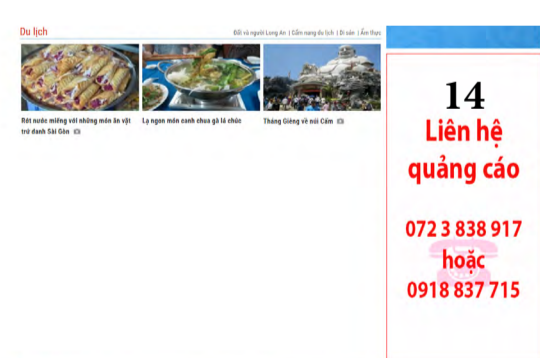 Du lịch
Đất và người Long An | Cẩm nang du lịch | Di sản | Ẩm thực
Rớt nước miếng với những món ăn vặt
trứ danh Sài Gòn
Lạ ngon món canh chua gà lá chúc
Tháng Giêng về núi Cấm
14
Liên hệ
quảng cáo
072 3 838 917
hoặc
0918 837 715